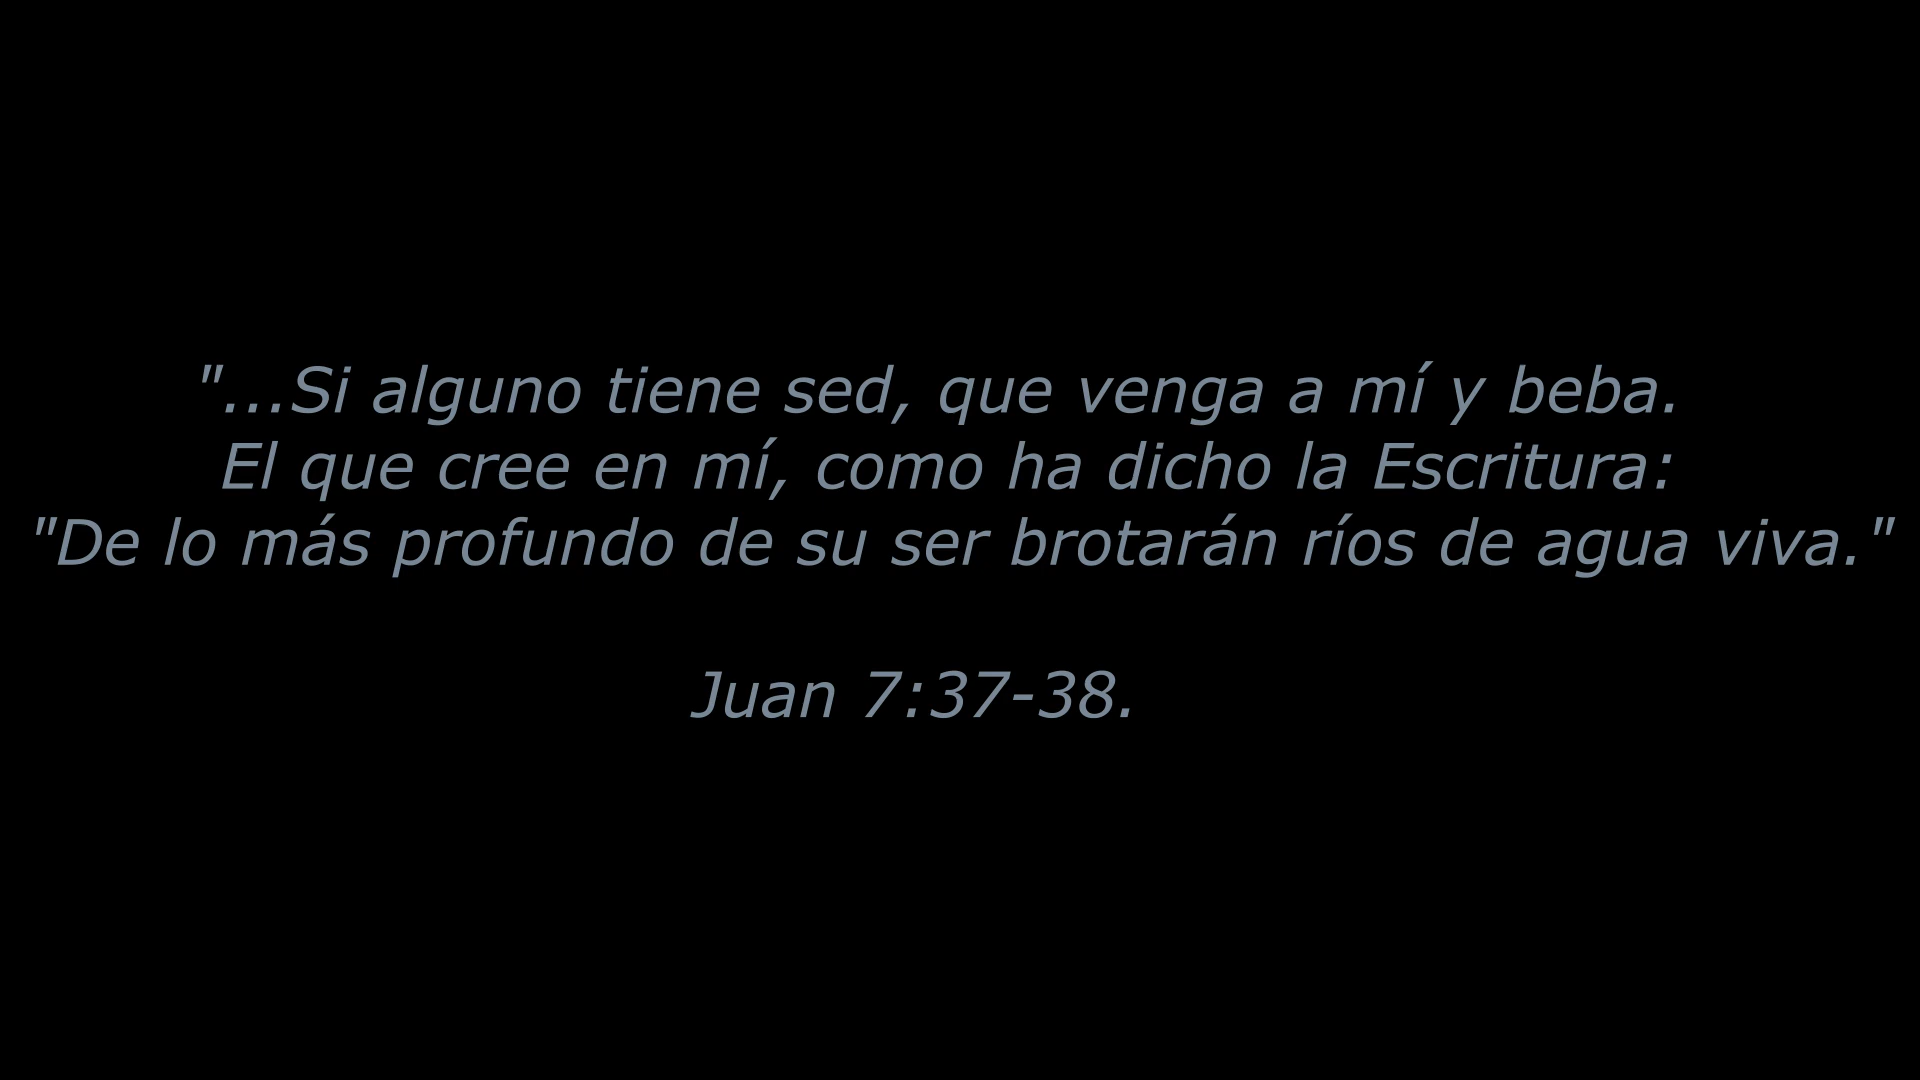 "...Si alguno tiene sed, que venga a mí y beba.
El que cree en mí, como ha dicho la Escritura:
"De lo más profundo de su ser brotarán ríos de agua viva."
Juan 7:37-38.